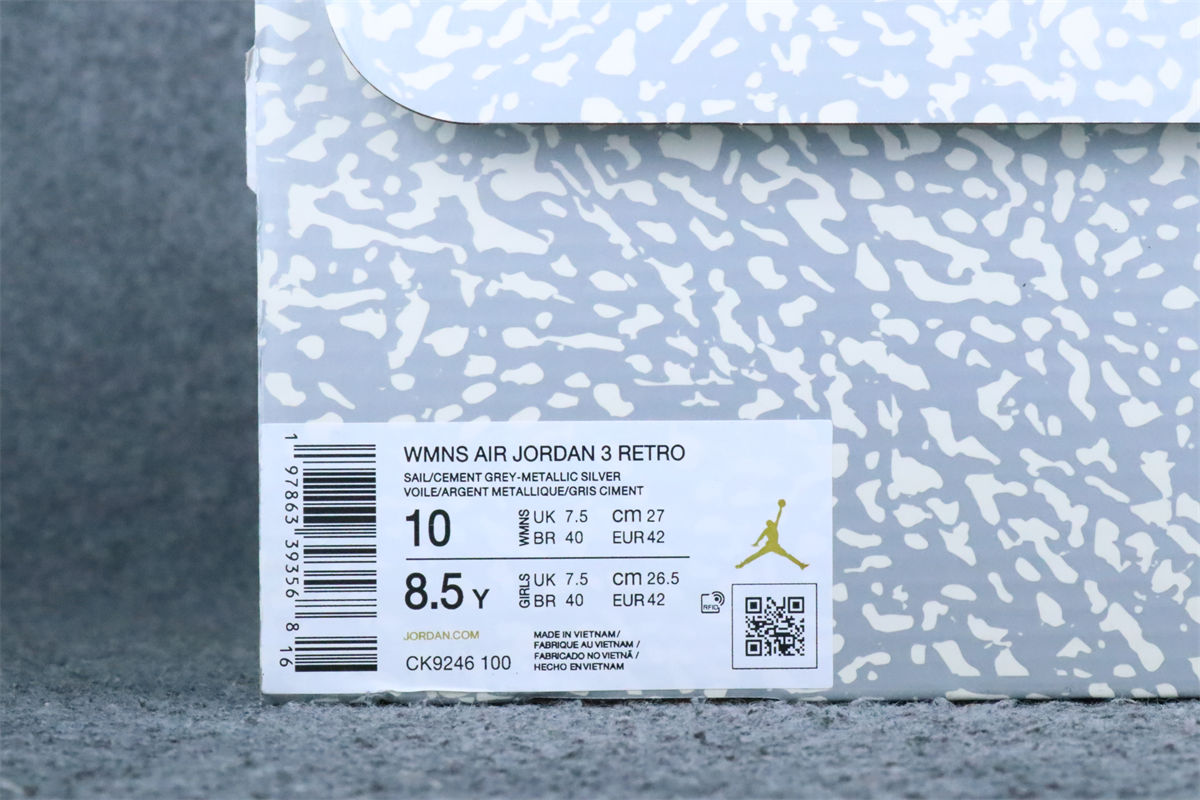 WMNS AIR JORDAN 3 RETRO
SAIL/CEMENT GREY-METALLIC SILVER
VOILE/ARGENT METALLIQUE/GRIS CIMENT
10 WMNS UK 7.5 cm 27
BR 40 EUR 42
8.5 Y GIRLS UK 7.5 cm 26.5
BR 40 EUR 42
RFID
JORDAN.COM
CK9246 100
MADE IN VIETNAM /
FABRIQUE AU VIETNAM /
FABRICADO NO VIETNÃ /
HECHO EN VIETNAM
1 97863 39356 8 16